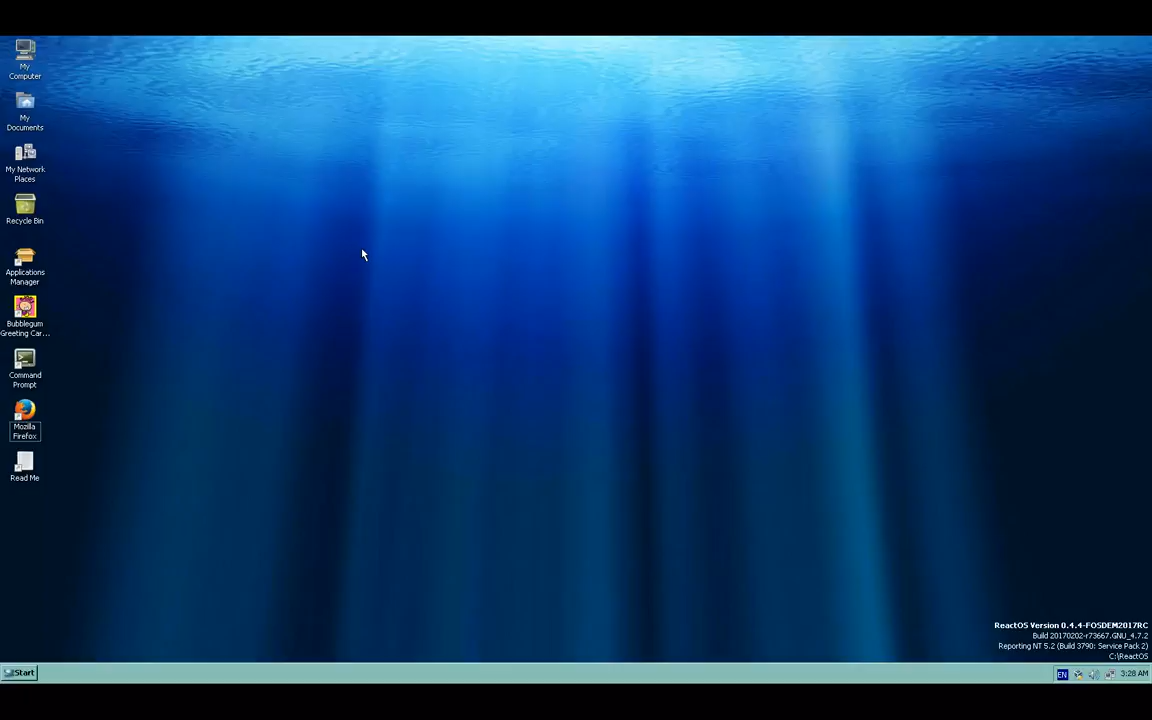 My
Computer
My
Documents
My Network
Places
Recycle Bin
Applications
Manager
Bubblegum
Greeting Car...
Command
Prompt
Mozilla
Firefox
Read Me
ReactOS Version 0.4.4-FOSDEM2017RC
Build 20170202-r73667.GNU_4.7.2
Reporting NT 5.2 (Build 3790: Service Pack 2)
C:\ReactOS
Start
EN
3:28 AM